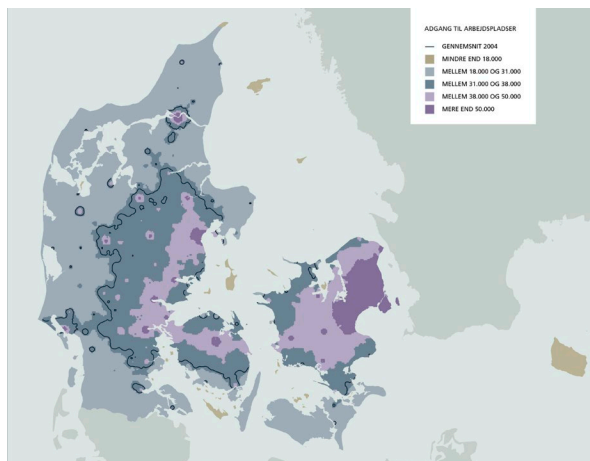 ADGANG TIL ARBEJDSPLADSER
GENNEMSNIT 2004
MINDRE END 18.000
MELLEM 18.000 OG 31.000
MELLEM 31.000 OG 38.000
MELLEM 38.000 OG 50.000
MERE END 50.000